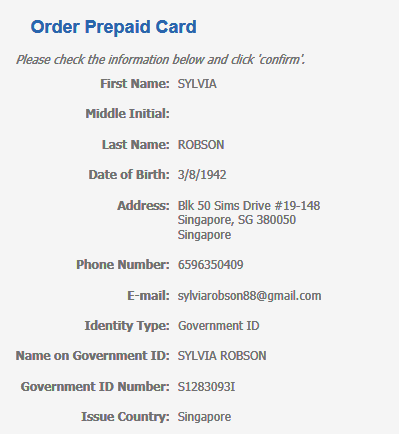 Order Prepaid Card
Please check the information below and click 'confirm'.
First Name: SYLVIA
Middle Initial:
Last Name: ROBSON
Date of Birth: 3/8/1942
Address: Blk 50 Sims Drive #19-148
Singapore, SG 380050
Singapore
Phone Number: 6596350409
E-mail: sylviarobson88@gmail.com
Identity Type: Government ID
Name on Government ID: SYLVIA ROBSON
Government ID Number: S1283093I
Issue Country: Singapore